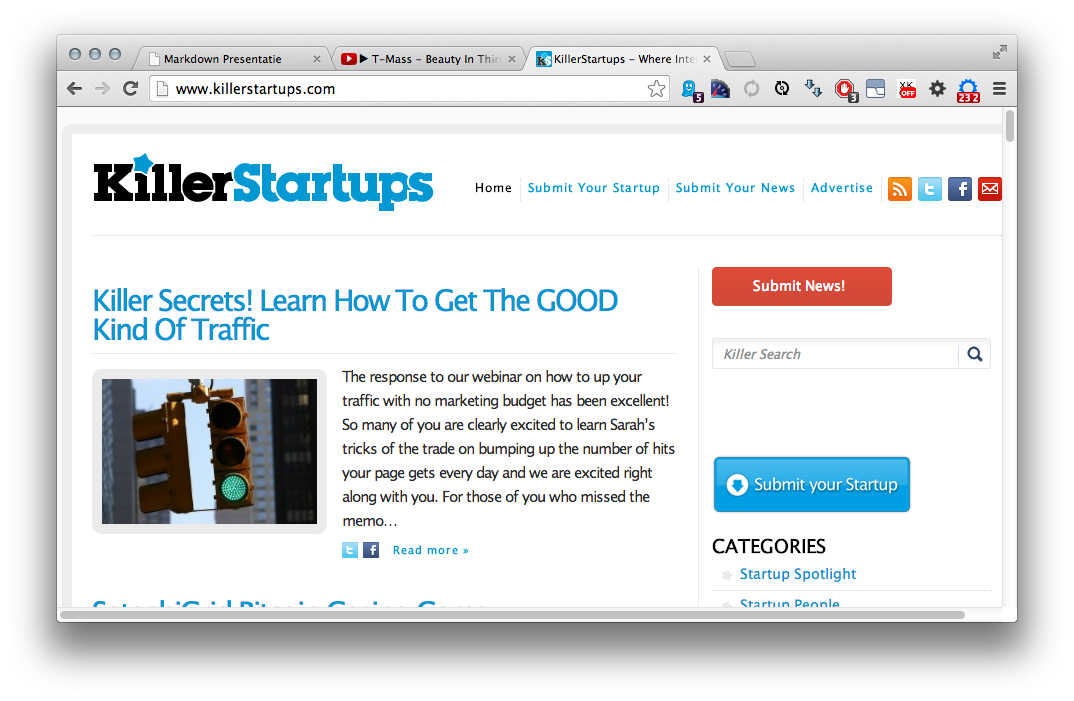 Markdown Presentatie
T-Mass – Beauty In Thir
KillerStartups – Where Inte
www.killerstartups.com
5
3
OFF
23 2
KillerStartups
Home
Submit Your Startup
Submit Your News
Advertise
Killer Secrets! Learn How To Get The GOOD
Kind Of Traffic
The response to our webinar on how to up your
traffic with no marketing budget has been excellent!
So many of you are clearly excited to learn Sarah's
tricks of the trade on bumping up the number of hits
your page gets every day and we are excited right
along with you. For those of you who missed the
memo…
Read more »
Submit News!
Killer Search
Submit your Startup
CATEGORIES
Startup Spotlight
Startup People